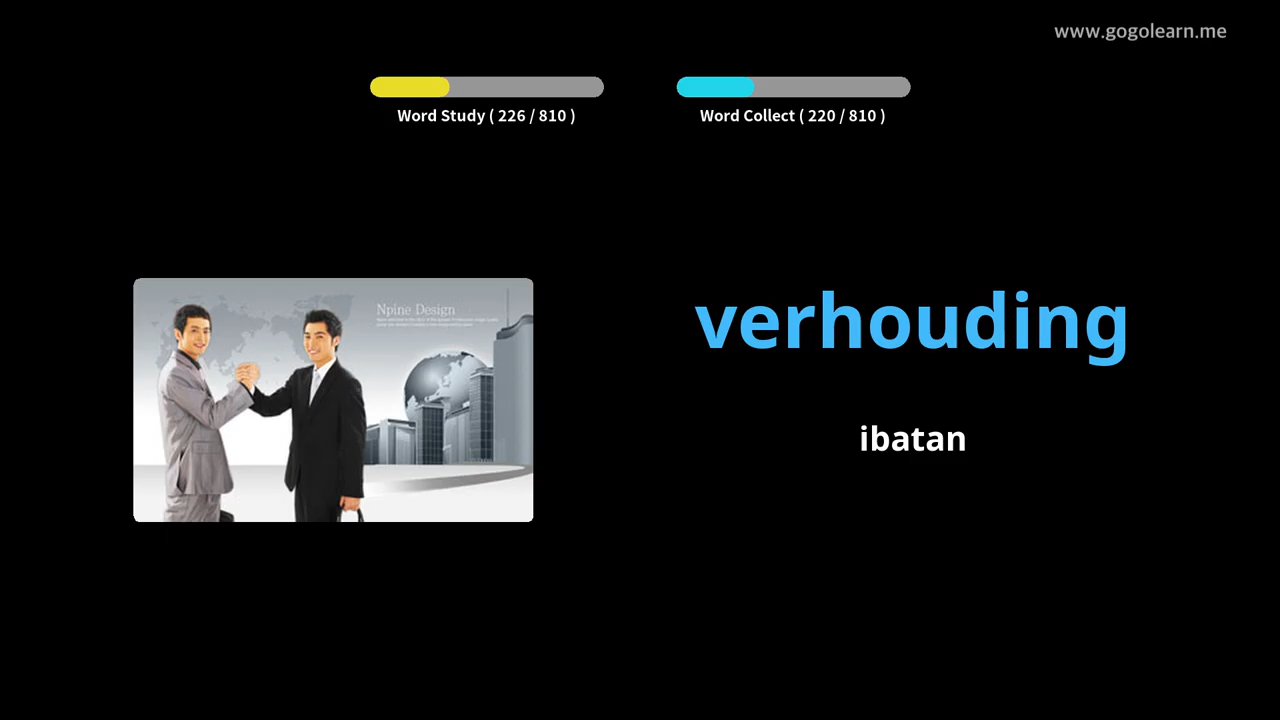 www.gogolearn.me
Word Study ( 226 / 810 )
Word Collect ( 220 / 810 )
Npine Design
verhouding
ibatan